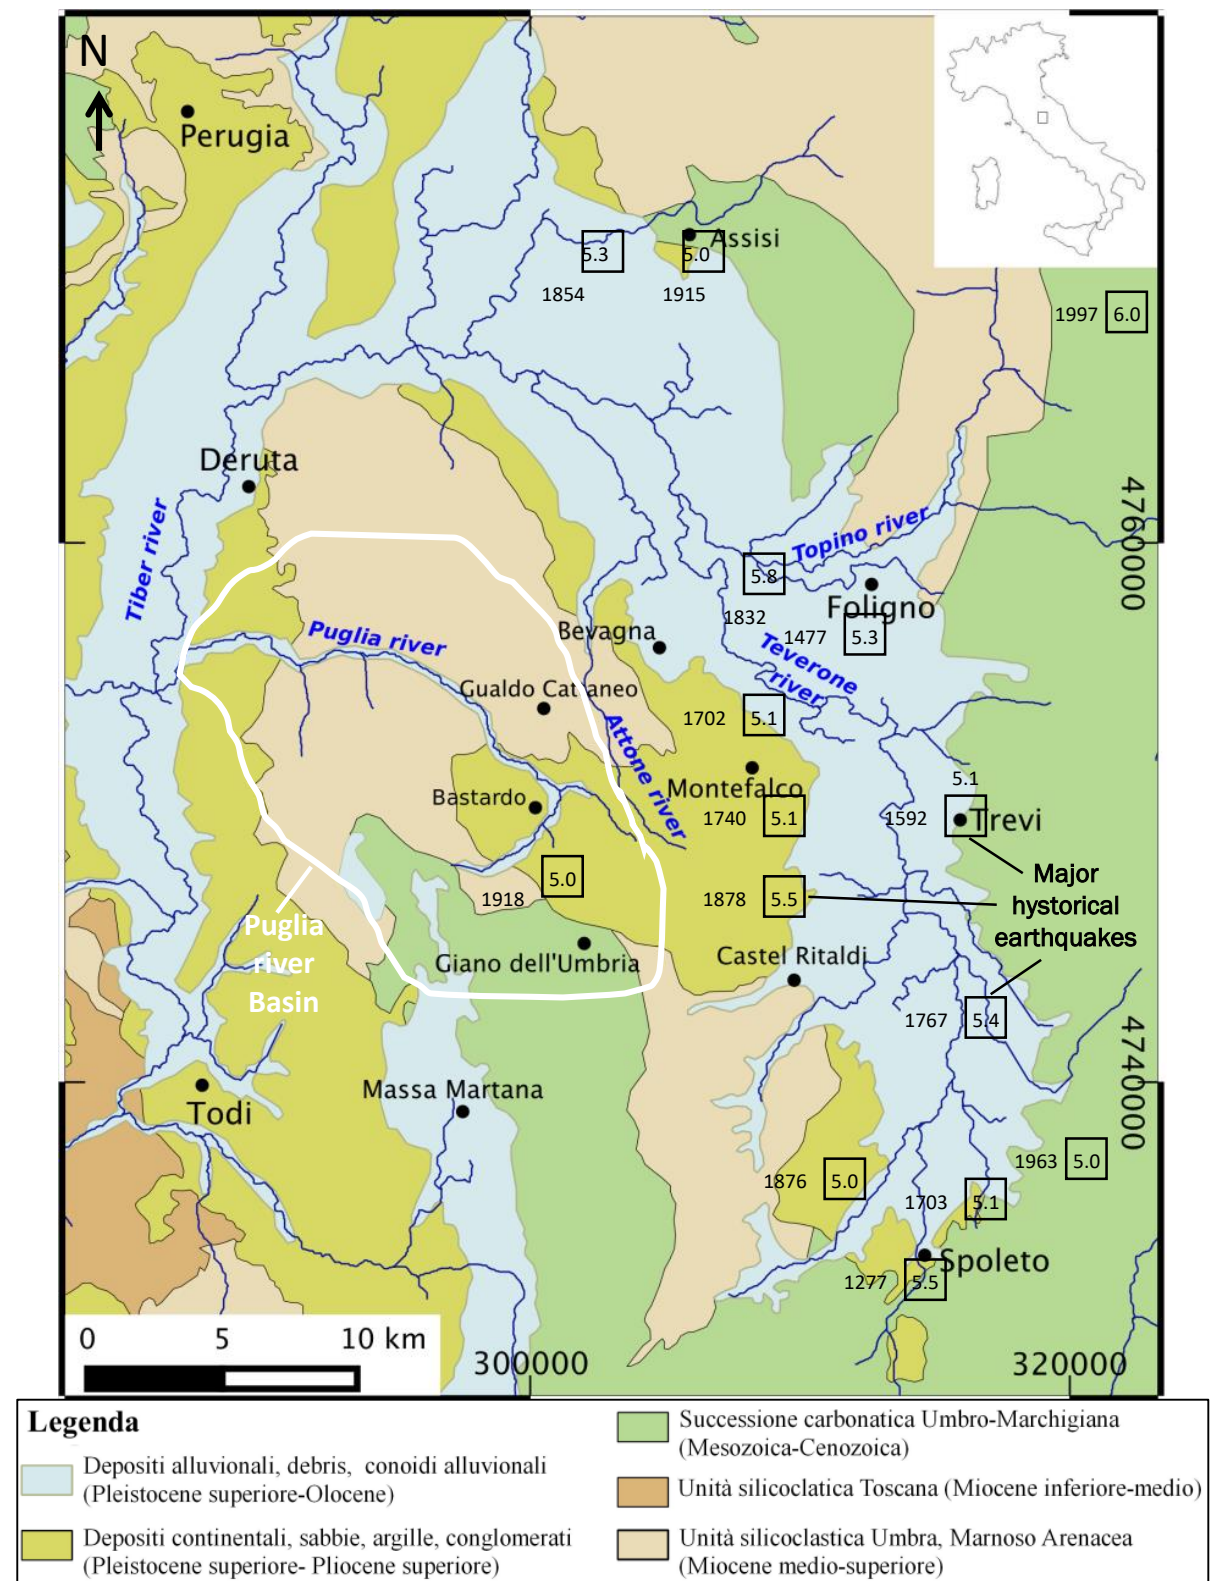 N
Perugia
Assisi
5.3
5.0
1854
1915
1997
6.0
Deruta
Tiber river
Topino river
4760000
5.8
Foligno
1832
1477
5.3
Puglia river
Bevagna
Teverone
river
Gualdo Cattaneo
1702
5.1
Attone river
Montefalco
5.1
Bastardo
1740
5.1
1592
Trevi
1918
5.0
1878
5.5
Major
hystorical
earthquakes
Puglia
river
Basin
Giano dell'Umbria
Castel Ritaldi
1767
5.4
4740000
Massa Martana
Todi
1963
5.0
1876
5.0
1703
5.1
Spoleto
1277
5.5
0 5 10 km
300000
320000
Legenda
Depositi alluvionali, debris, conoidi alluvionali
(Pleistocene superiore-Olocene)
Depositi continentali, sabbie, argille, conglomerati
(Pleistocene superiore- Pliocene superiore)
Successione carbonatica Umbro-Marchigiana
(Mesozoica-Cenozoica)
Unità silicoclatica Toscana (Miocene inferiore-medio)
Unità silicoclastica Umbra, Marnoso Arenacea
(Miocene medio-superiore)